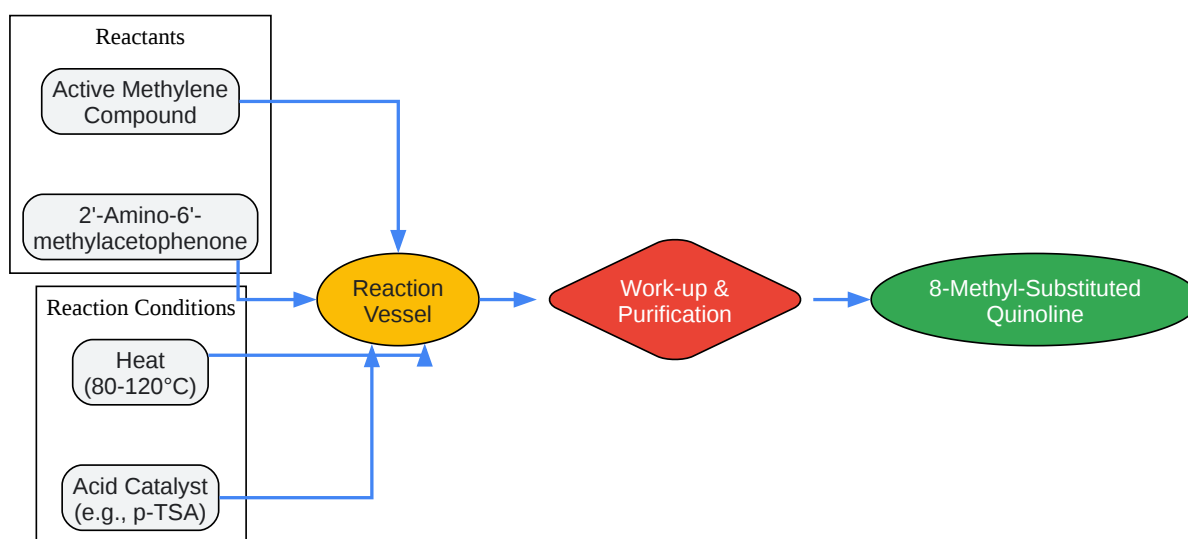 Reactants
Active Methylene
Compound
2'-Amino-6'-
methylacetophenone
Reaction Conditions
Heat
(80-120°C)
Acid Catalyst
(e.g., p-TSA)
Reaction
Vessel
Work-up &
Purification
8-Methyl-Substituted
Quinoline